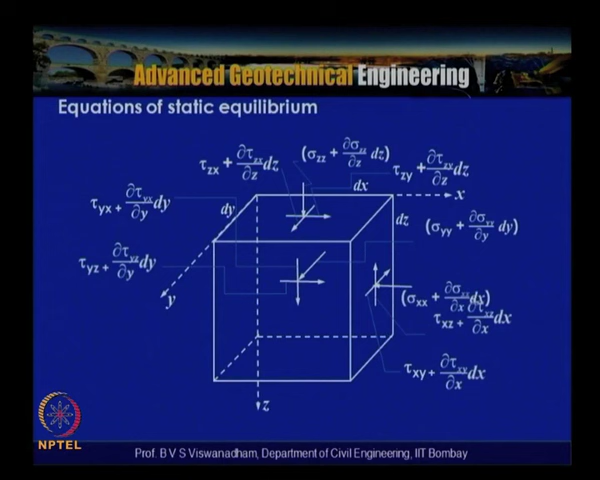 Advanced Geotechnical Engineering
Equations of static equilibrium
τzx + ∂τzx/∂z dz
(σzz + ∂σzz/∂z dz)
τzy + ∂τzy/∂z dz
dx
x
τyx + ∂τyx/∂y dy
dy
dz
(σyy + ∂σyy/∂y dy)
τyz + ∂τyz/∂y dy
y
(σxx + ∂σxx/∂x dx)
τxz + ∂τxz/∂x dx
τxy + ∂τxy/∂x dx
z
NPTEL
Prof. B V S Viswanadham, Department of Civil Engineering, IIT Bombay